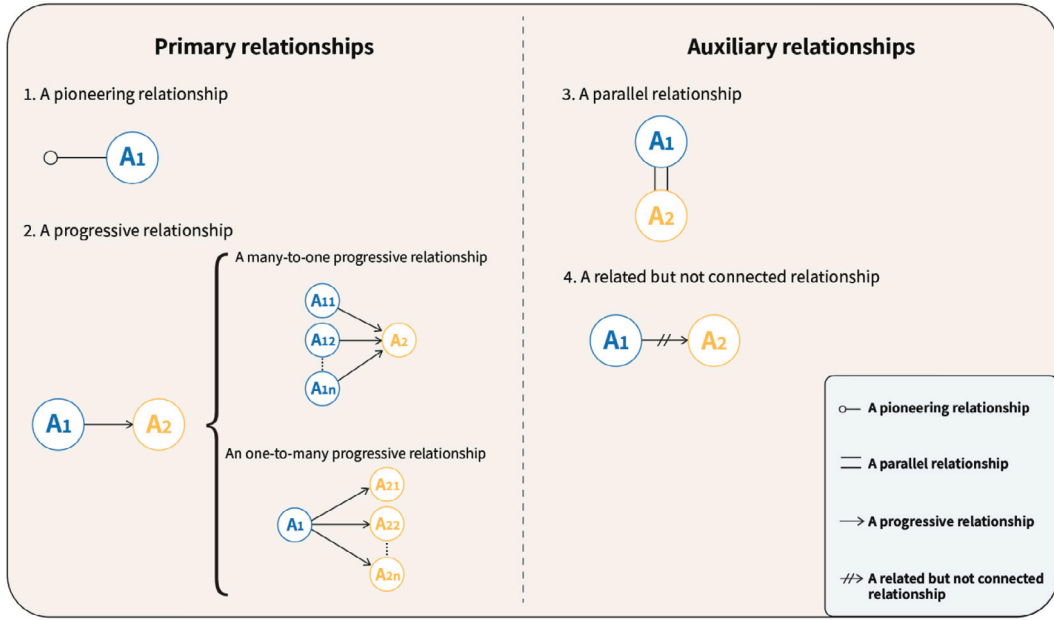 Primary relationships
1. A pioneering relationship
A1
2. A progressive relationship
A many-to-one progressive relationship
A11
A12
A2
A1n
A1
A2
An one-to-many progressive relationship
A21
A1
A22
A2n
Auxiliary relationships
3. A parallel relationship
A1
A2
4. A related but not connected relationship
A1
A2
A pioneering relationship
A parallel relationship
A progressive relationship
A related but not connected
relationship